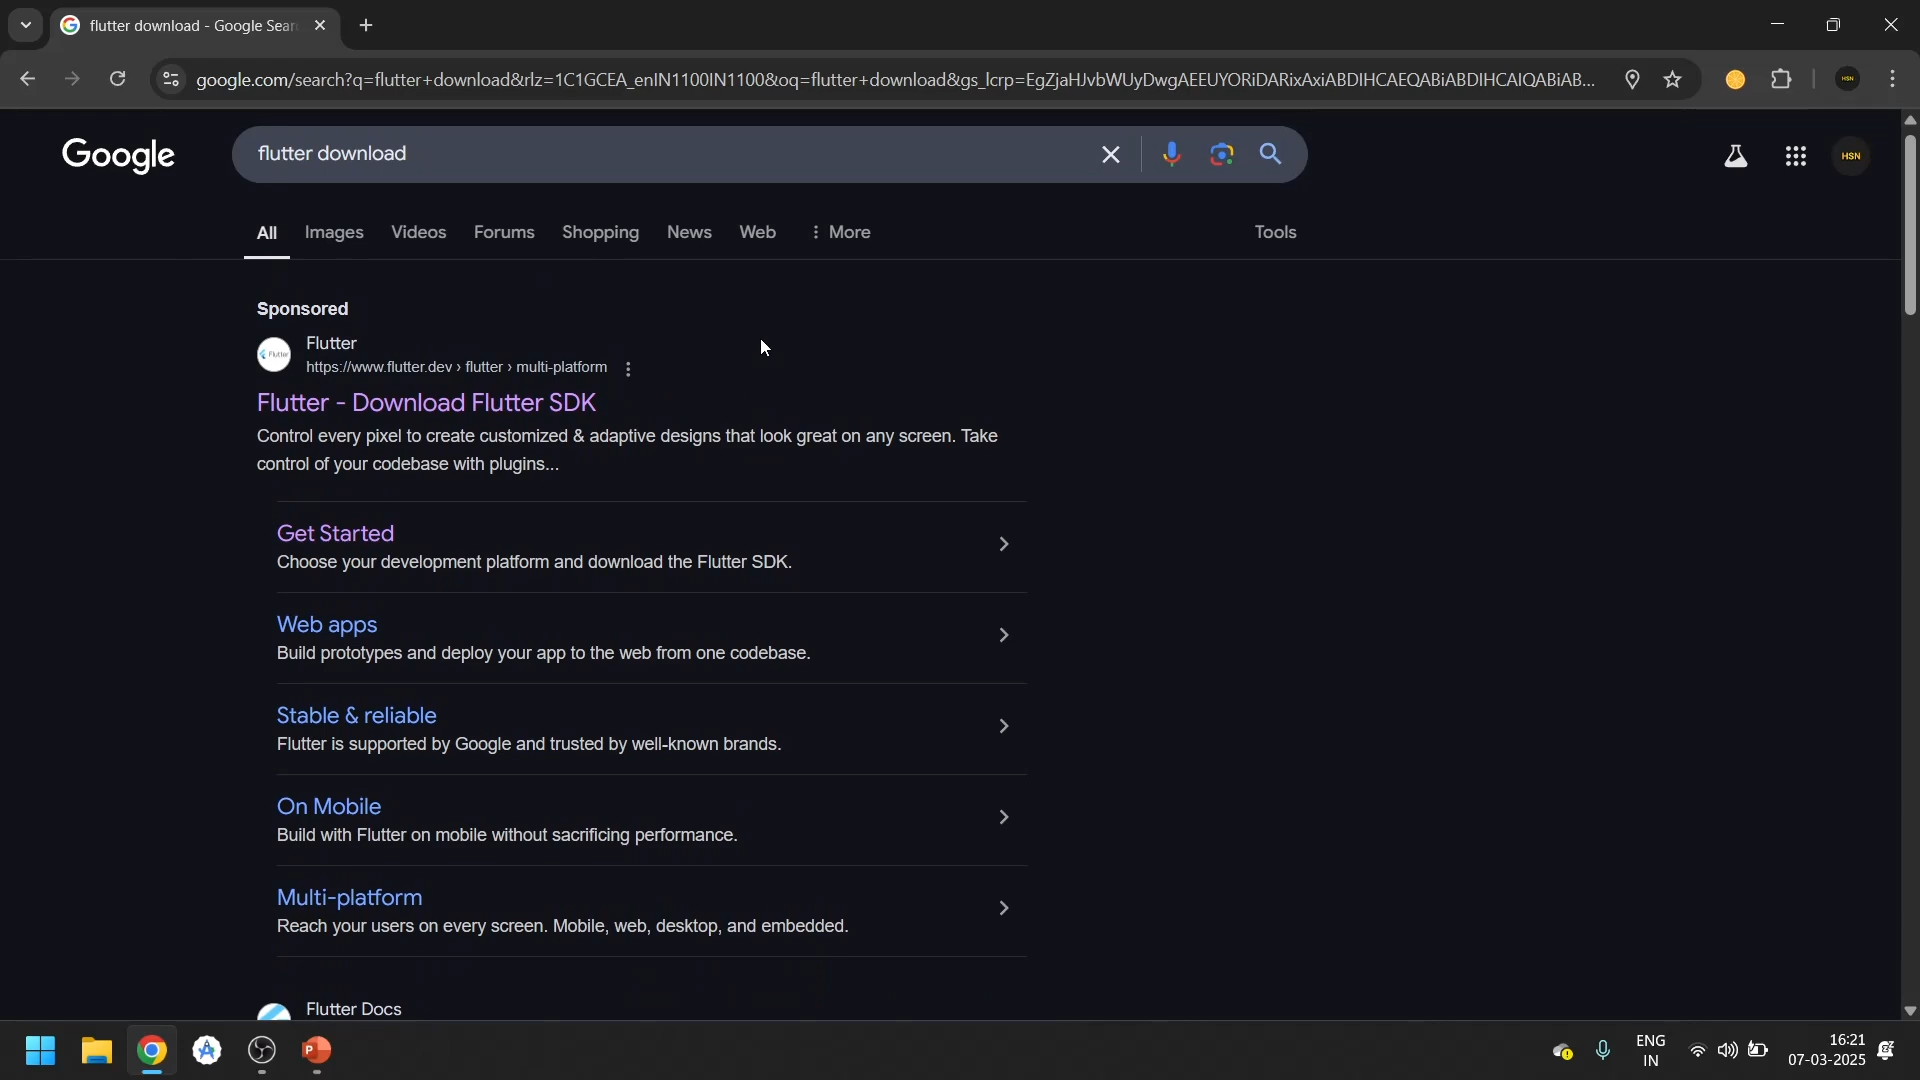 flutter download - Google Sear
google.com/search?q=flutter+download&rlz=1C1GCEA_enIN1100IN1100&oq=flutter+download&gs_lcrp=EgZjaHJvbWUyDwgAEEUYORiDARixAxiABDIHCAEQABiABDIHCAIQABiAB...
HSN
Google
flutter download
HSN
All
Images
Videos
Forums
Shopping
News
Web
More
Tools
Sponsored
Flutter
Flutter
https://www.flutter.dev › flutter › multi-platform
Flutter - Download Flutter SDK
Control every pixel to create customized & adaptive designs that look great on any screen. Take
control of your codebase with plugins...
Get Started
Choose your development platform and download the Flutter SDK.
Web apps
Build prototypes and deploy your app to the web from one codebase.
Stable & reliable
Flutter is supported by Google and trusted by well-known brands.
On Mobile
Build with Flutter on mobile without sacrificing performance.
Multi-platform
Reach your users on every screen. Mobile, web, desktop, and embedded.
Flutter Docs
P
ENG
IN
16:21
07-03-2025